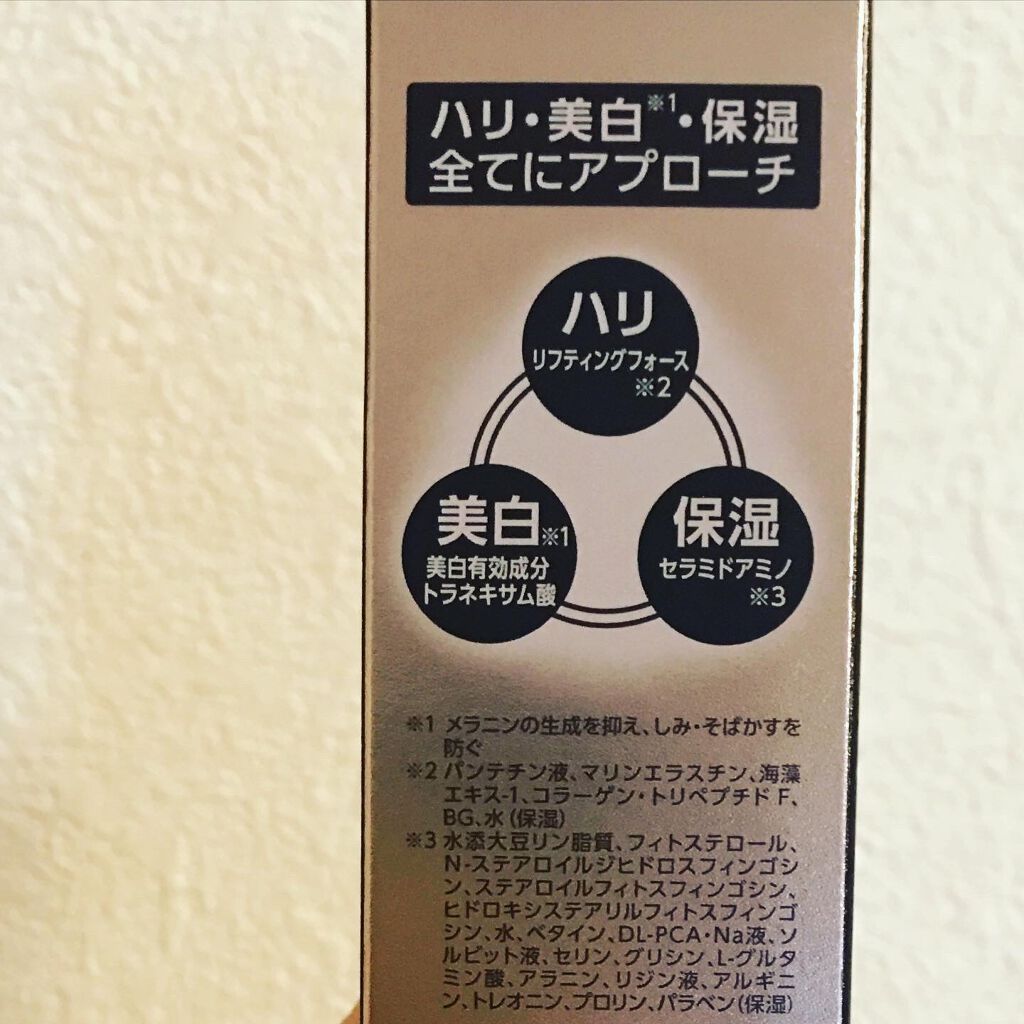 ハリ・美白※1・保湿
全てにアプローチ
ハリ
リフティングフォース
※2
美白※1
美白有効成分
トラネキサム酸
保湿
セラミドアミノ
※3
※1 メラニンの生成を抑え、しみ・そばかすを
防ぐ
※2 パンテチン液、マリンエラスチン、海藻
エキス-1、コラーゲン・トリペプチド F、
BG、水(保湿)
※3 水添大豆リン脂質、フィトステロール、
N-ステアロイルジヒドロスフィンゴシ
ン、ステアロイルフィトスフィンゴシン、
ヒドロキシステアリルフィトスフィンゴ
シン、水、ベタイン、DL-PCA・Na液、ソ
ルビット液、セリン、グリシン、L-グルタ
ミン酸、アラニン、リジン液、アルギニ
ン、トレオニン、プロリン、パラベン(保湿)